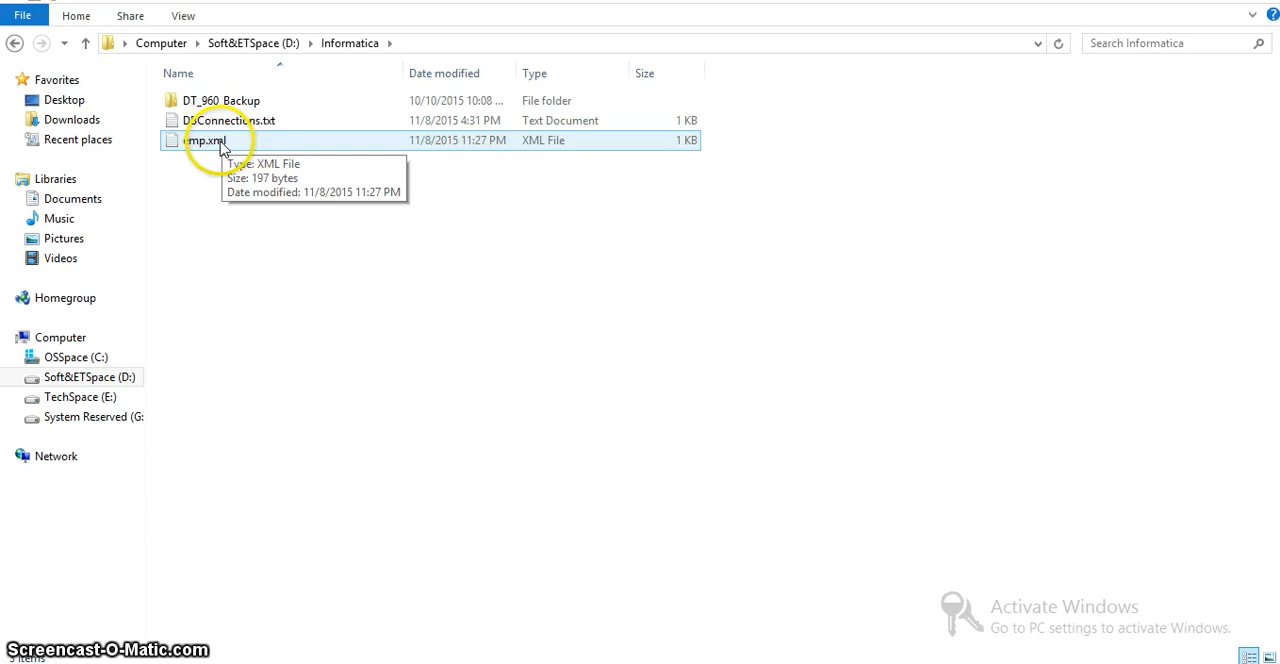 File Home Share View
Computer Soft&ETSpace (D:) Informatica Search Informatica
Name Date modified Type Size
Favorites
Desktop
Downloads
Recent places
Libraries
Documents
Music
Pictures
Videos
Homegroup
Computer
OSSpace (C:)
Soft&ETSpace (D:)
TechSpace (E:)
System Reserved (G:
Network
DT_960_Backup 10/10/2015 10:08 ... File folder
DBConnections.txt 11/8/2015 4:31 PM Text Document 1 KB
emp.xml 11/8/2015 11:27 PM XML File 1 KB
Type: XML File
Size: 197 bytes
Date modified: 11/8/2015 11:27 PM
Activate Windows
Go to PC settings to activate Windows.
Screencast-O-Matic.com
items